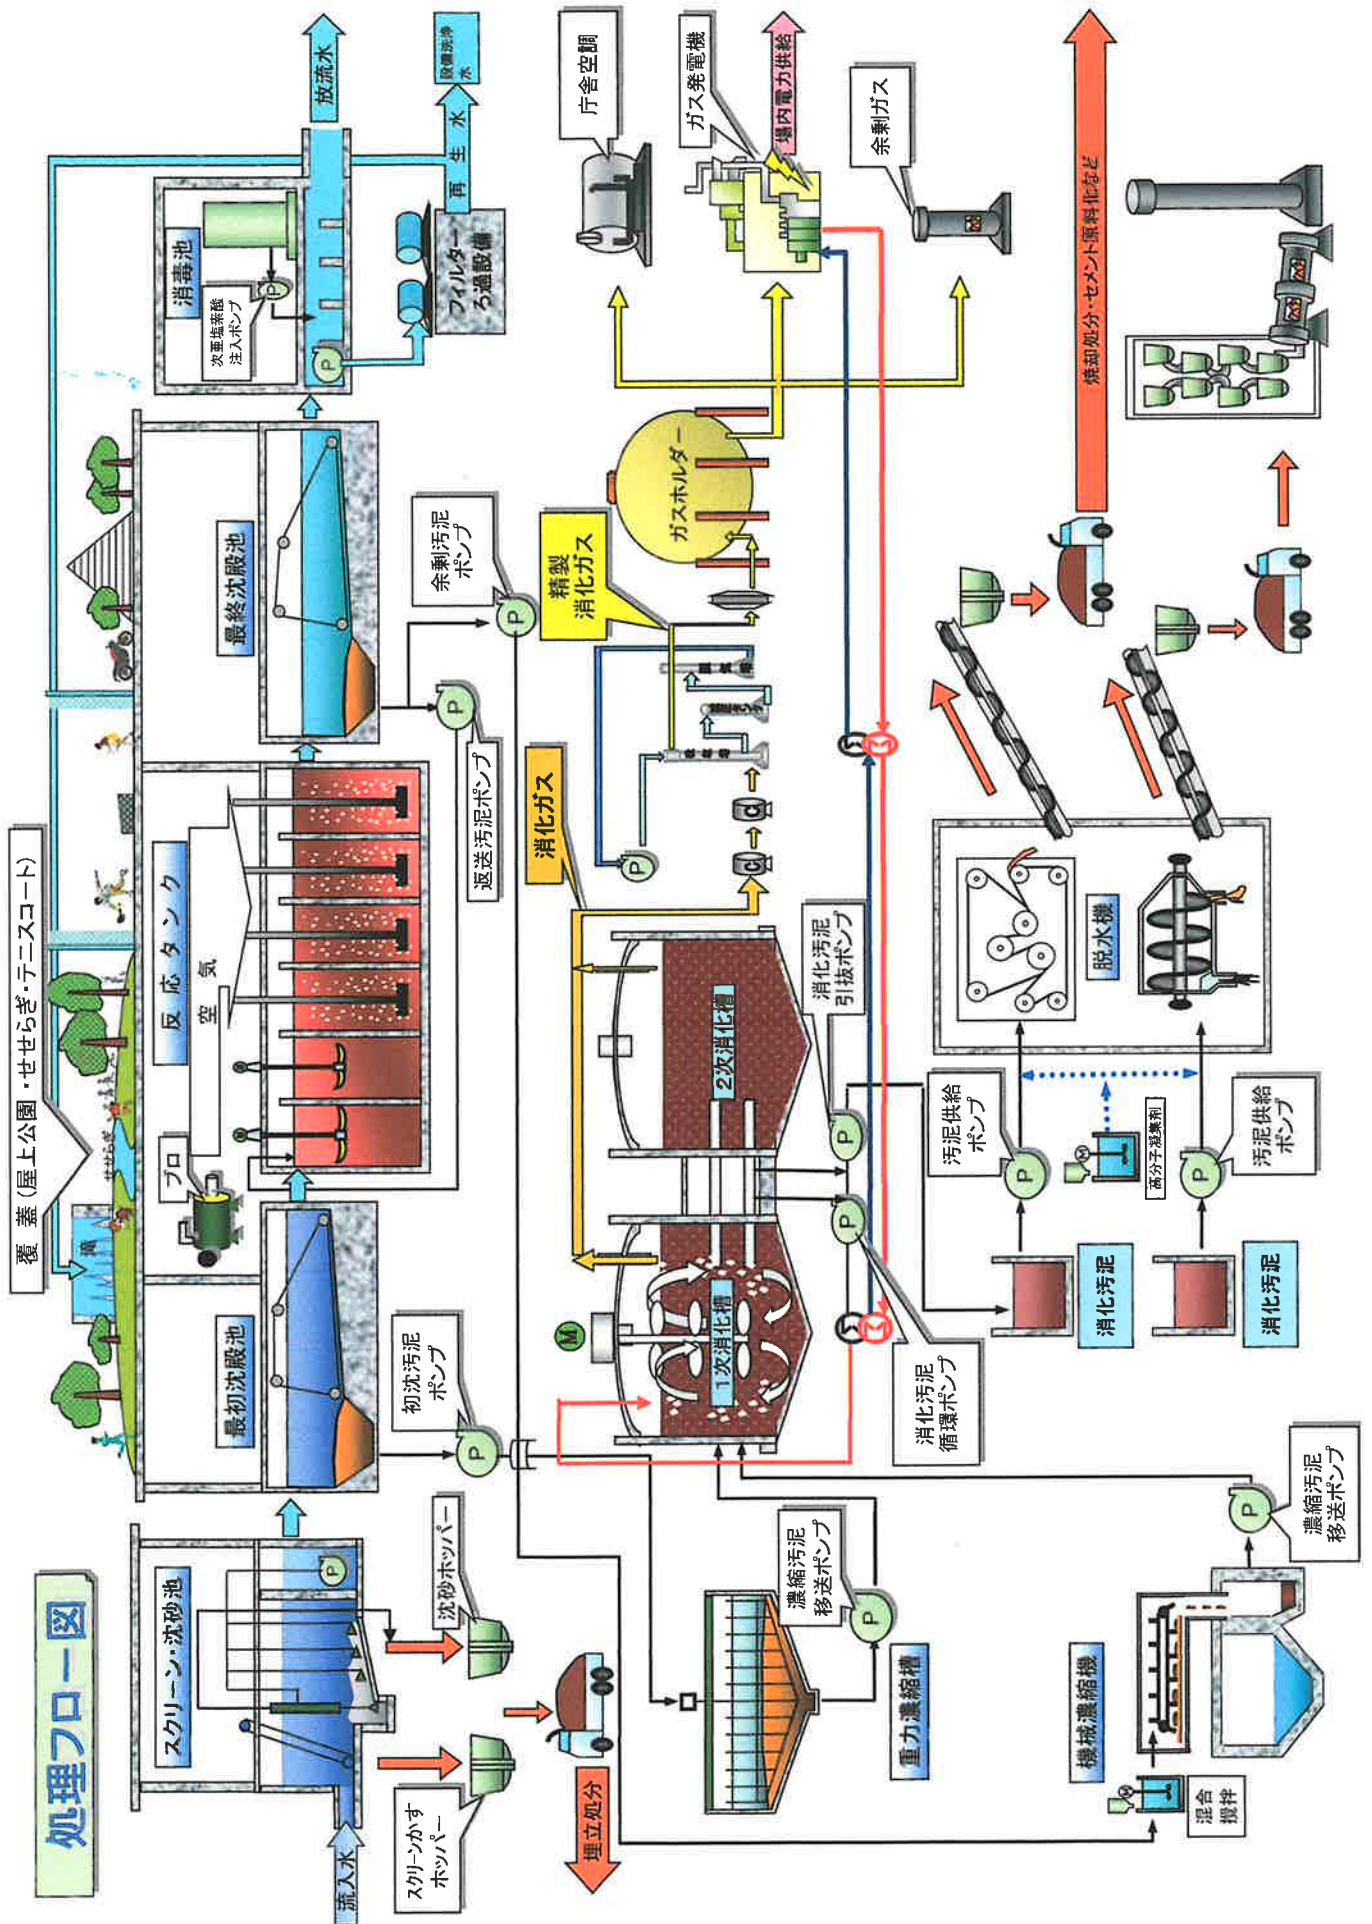 処理フロー図
覆 蓋（屋上公園・せせらぎ・テニスコート）
滝
せせらぎ
流入水
スクリーン・沈砂池
P
スクリーンかす
ホッパー
沈砂ホッパー
埋立処分
最初沈殿池
初沈汚泥
ポンプ
P
ブロ
反応タンク
空 気
返送汚泥ポンプ
P
最終沈殿池
余剰汚泥
ポンプ
P
消毒池
次亜塩素酸
注入ポンプ
P
P
放流水
フィルター
ろ過設備
再 生 水
設備洗浄
水
重力濃縮槽
濃縮汚泥
移送ポンプ
P
機械濃縮機
混合
攪拌
M
濃縮汚泥
移送ポンプ
P
M
1次消化槽
2次消化槽
消化汚泥
循環ポンプ
P
消化汚泥
引抜ポンプ
P
消化ガス
C
C
P
精製
消化ガス
ガスホルダー
庁舎空調
ガス発電機
場内電力供給
余剰ガス
消化汚泥
消化汚泥
汚泥供給
ポンプ
P
高分子凝集剤
M
汚泥供給
ポンプ
P
脱水機
焼却処分・セメント原料化など